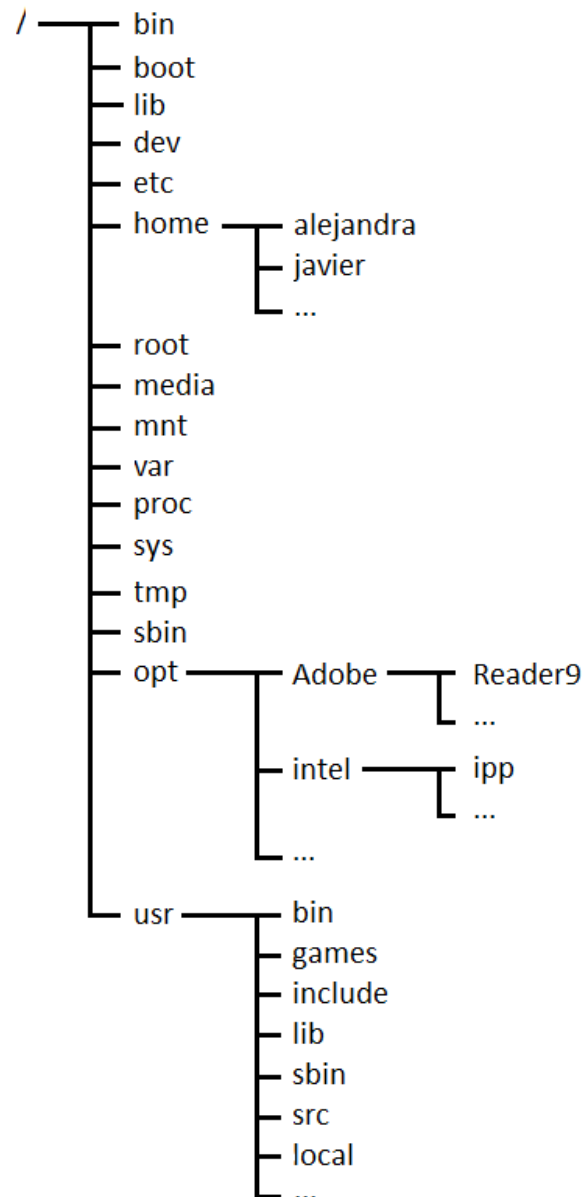 / bin
boot
lib
dev
etc
home alejandra
javier
...
root
media
mnt
var
proc
sys
tmp
sbin
opt Adobe Reader9
...
intel ipp
...
...
usr bin
games
include
lib
sbin
src
local
...